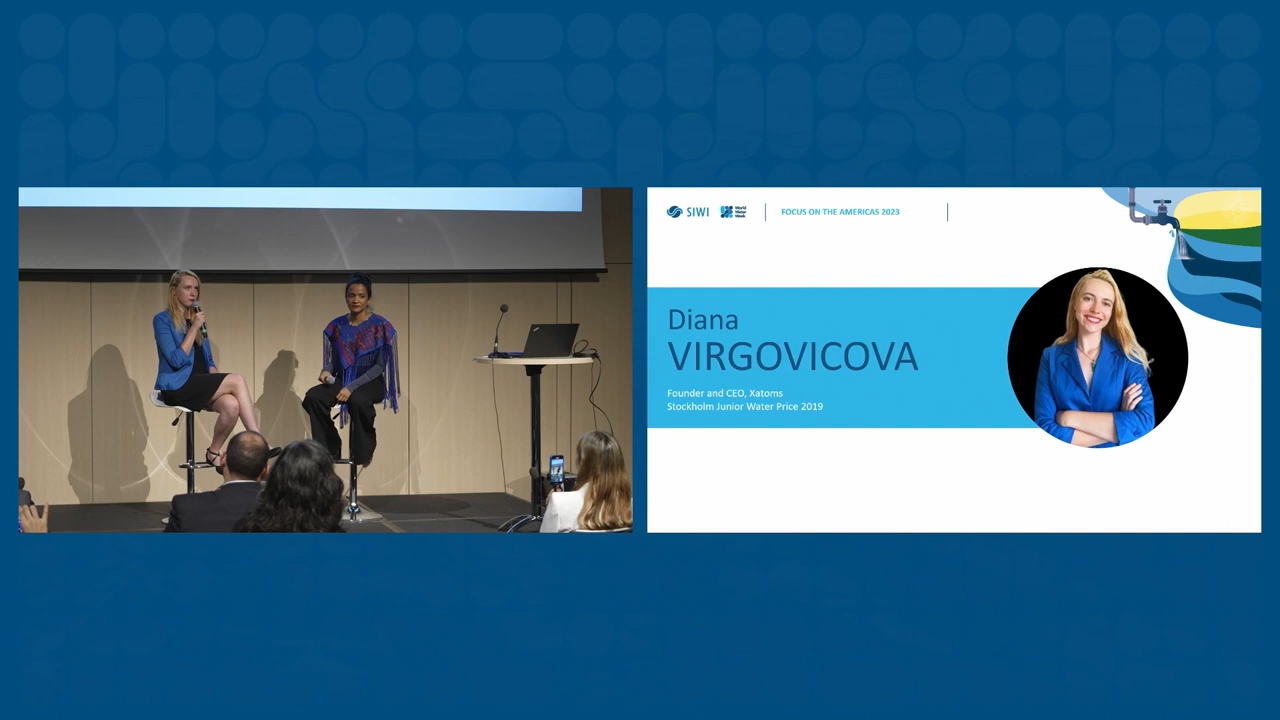 SIWI
World
Water
Week
FOCUS ON THE AMERICAS 2023
Diana
VIRGOVICOVA
Founder and CEO, Xatoms
Stockholm Junior Water Price 2019